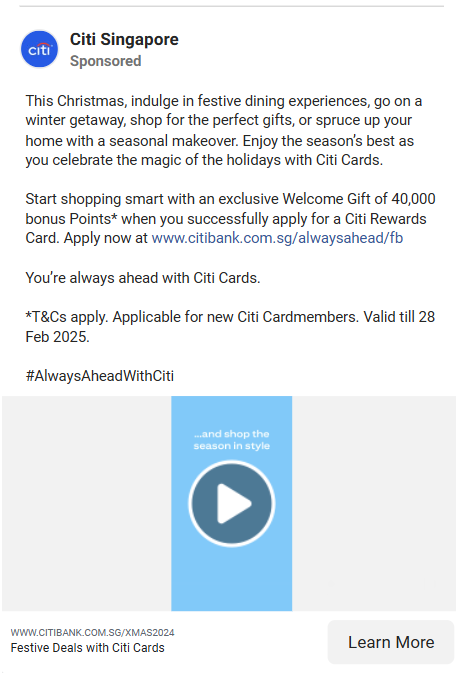 citi
Citi Singapore
Sponsored
This Christmas, indulge in festive dining experiences, go on a
winter getaway, shop for the perfect gifts, or spruce up your
home with a seasonal makeover. Enjoy the season’s best as
you celebrate the magic of the holidays with Citi Cards.
Start shopping smart with an exclusive Welcome Gift of 40,000
bonus Points* when you successfully apply for a Citi Rewards
Card. Apply now at www.citibank.com.sg/alwaysahead/fb
You’re always ahead with Citi Cards.
*T&Cs apply. Applicable for new Citi Cardmembers. Valid till 28
Feb 2025.
#AlwaysAheadWithCiti
...and shop the
season in style
WWW.CITIBANK.COM.SG/XMAS2024
Festive Deals with Citi Cards
Learn More